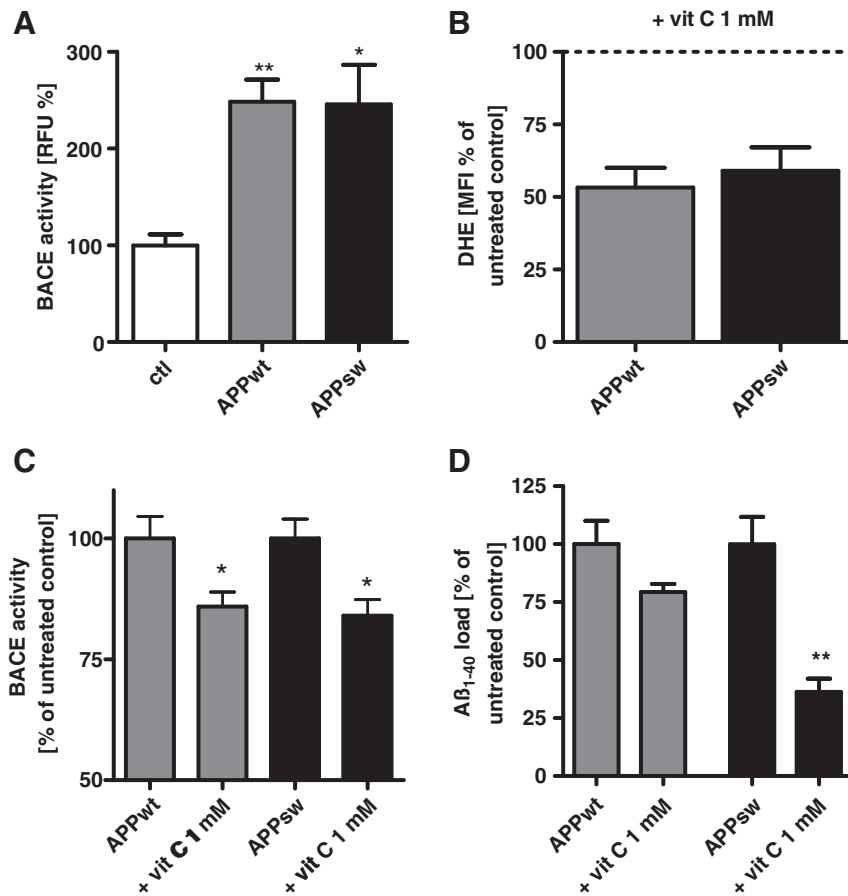 A
BACE activity [RFU %]
300
200
100
0
**
*
ctl
APPwt
APPsw
B
+ vit C 1 mM
DHE [MFI % of
untreated control]
100
75
50
25
0
APPwt
APPsw
C
BACE activity
[% of untreated control]
100
75
50
*
*
APPwt
+ vit C 1 mM
APPsw
+ vit C 1 mM
D
Aß1-40 load [% of
untreated control]
125
100
75
50
25
0
**
APPwt
+ vit C 1 mM
APPsw
+ vit C 1 mM